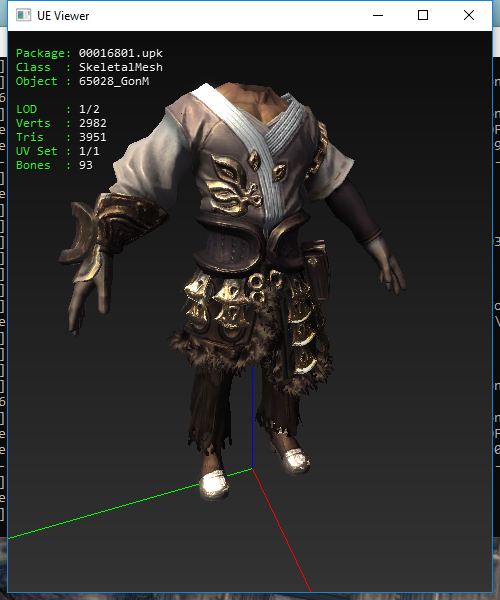 UE Viewer
Package: 00016801.upk
Class : SkeletalMesh
Object : 65028_GonM
LOD : 1/2
Verts : 2982
Tris : 3951
UV Set : 1/1
Bones : 93